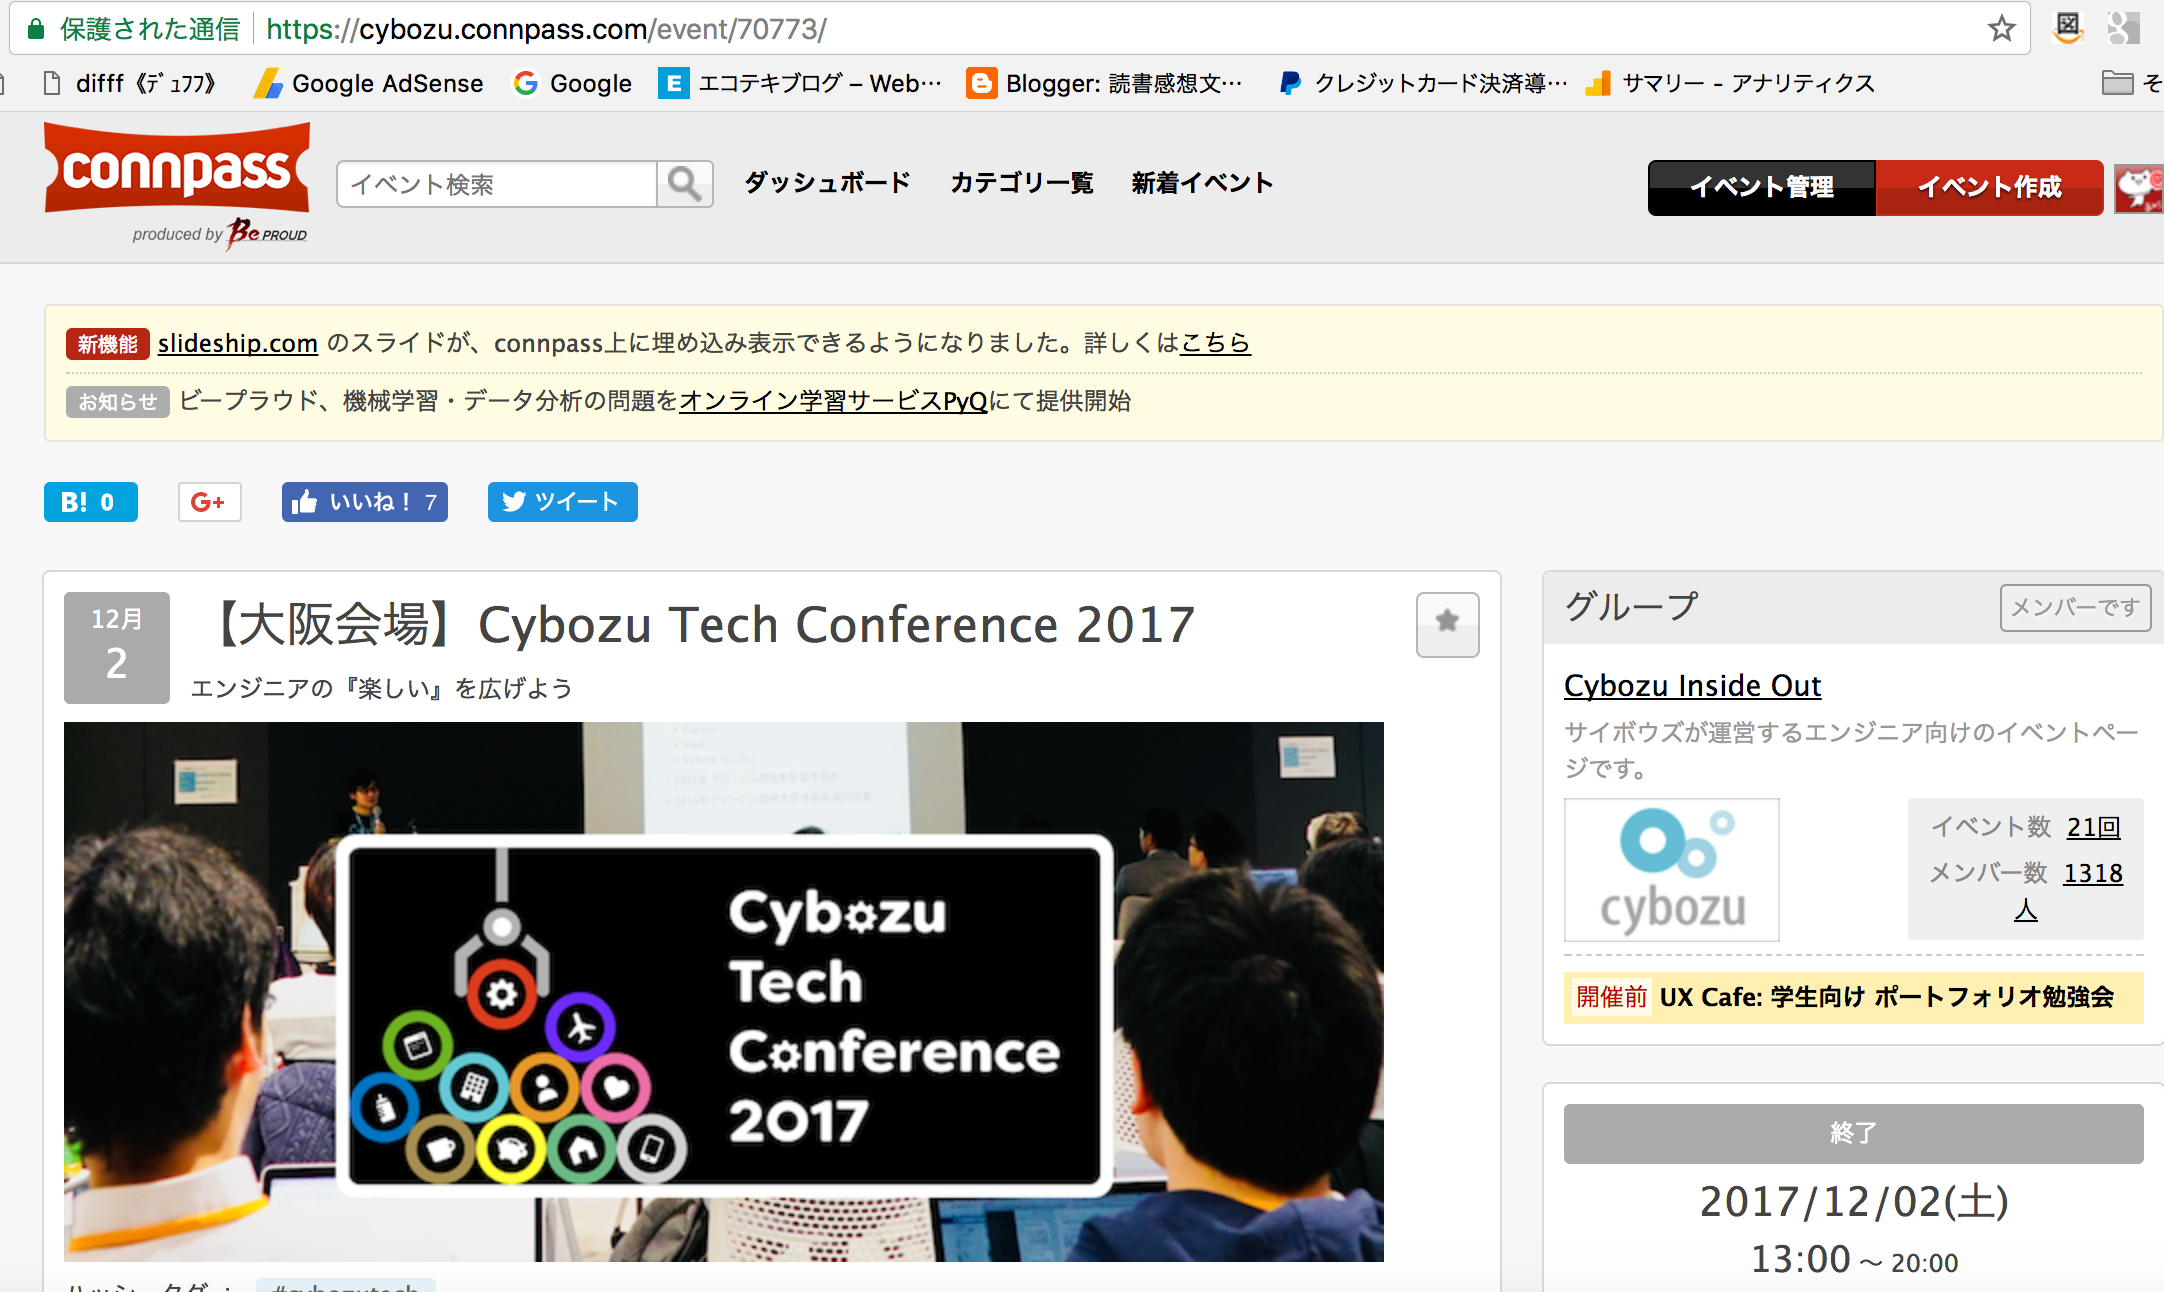 保護された通信 https://cybozu.connpass.com/event/70773/
difff 《ﾃﾞｭﾌﾌ》 Google AdSense Google エコテキブログ – Web… Blogger: 読書感想文… クレジットカード決済導… サマリー - アナリティクス そ
connpass
produced by Be PROUD
イベント検索 ダッシュボード カテゴリ一覧 新着イベント イベント管理 イベント作成
新機能 slideship.com のスライドが、connpass上に埋め込み表示できるようになりました。詳しくはこちら
お知らせ ビープラウド、機械学習・データ分析の問題をオンライン学習サービスPyQにて提供開始
B! 0 G+ いいね！ 7 ツイート
12月
2
【大阪会場】Cybozu Tech Conference 2017
エンジニアの『楽しい』を広げよう
Cybozu
Tech
Conference
2017
ハッシュタグ ： #cybozutech
グループ メンバーです
Cybozu Inside Out
サイボウズが運営するエンジニア向けのイベントペー
ジです。
cybozu
イベント数 21回
メンバー数 1318
人
開催前 UX Cafe: 学生向け ポートフォリオ勉強会
終了
2017/12/02(土)
13:00 ～ 20:00